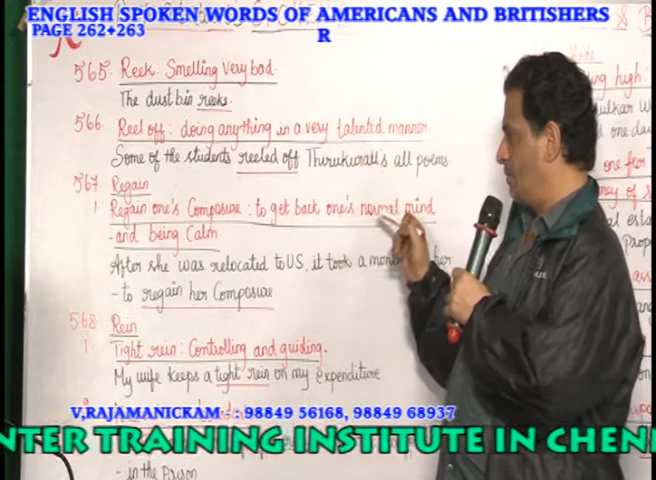 ENGLISH SPOKEN WORDS OF AMERICANS AND BRITISHERS
PAGE 262+263
R
565. Reek: Smelling very bad.
The dustbin reeks.
566. Reel off: doing anything in a very talented manner
Some of the students reeled off Thirukurall's all poems
567 Regain
1 Regain one's Composure: to get back one's normal mind
- and being Calm
After she was relocated to US, it took a her
- to regain her Composure
568. Rein
1 Tight rein: Controlling and guiding.
My wife keeps a tight rein on my expenditure
V,RAJAMANICKAM - : 98849 56168, 98849 68937
NTER TRAINING INSTITUTE IN CHEN
- in the Prison
ing high: